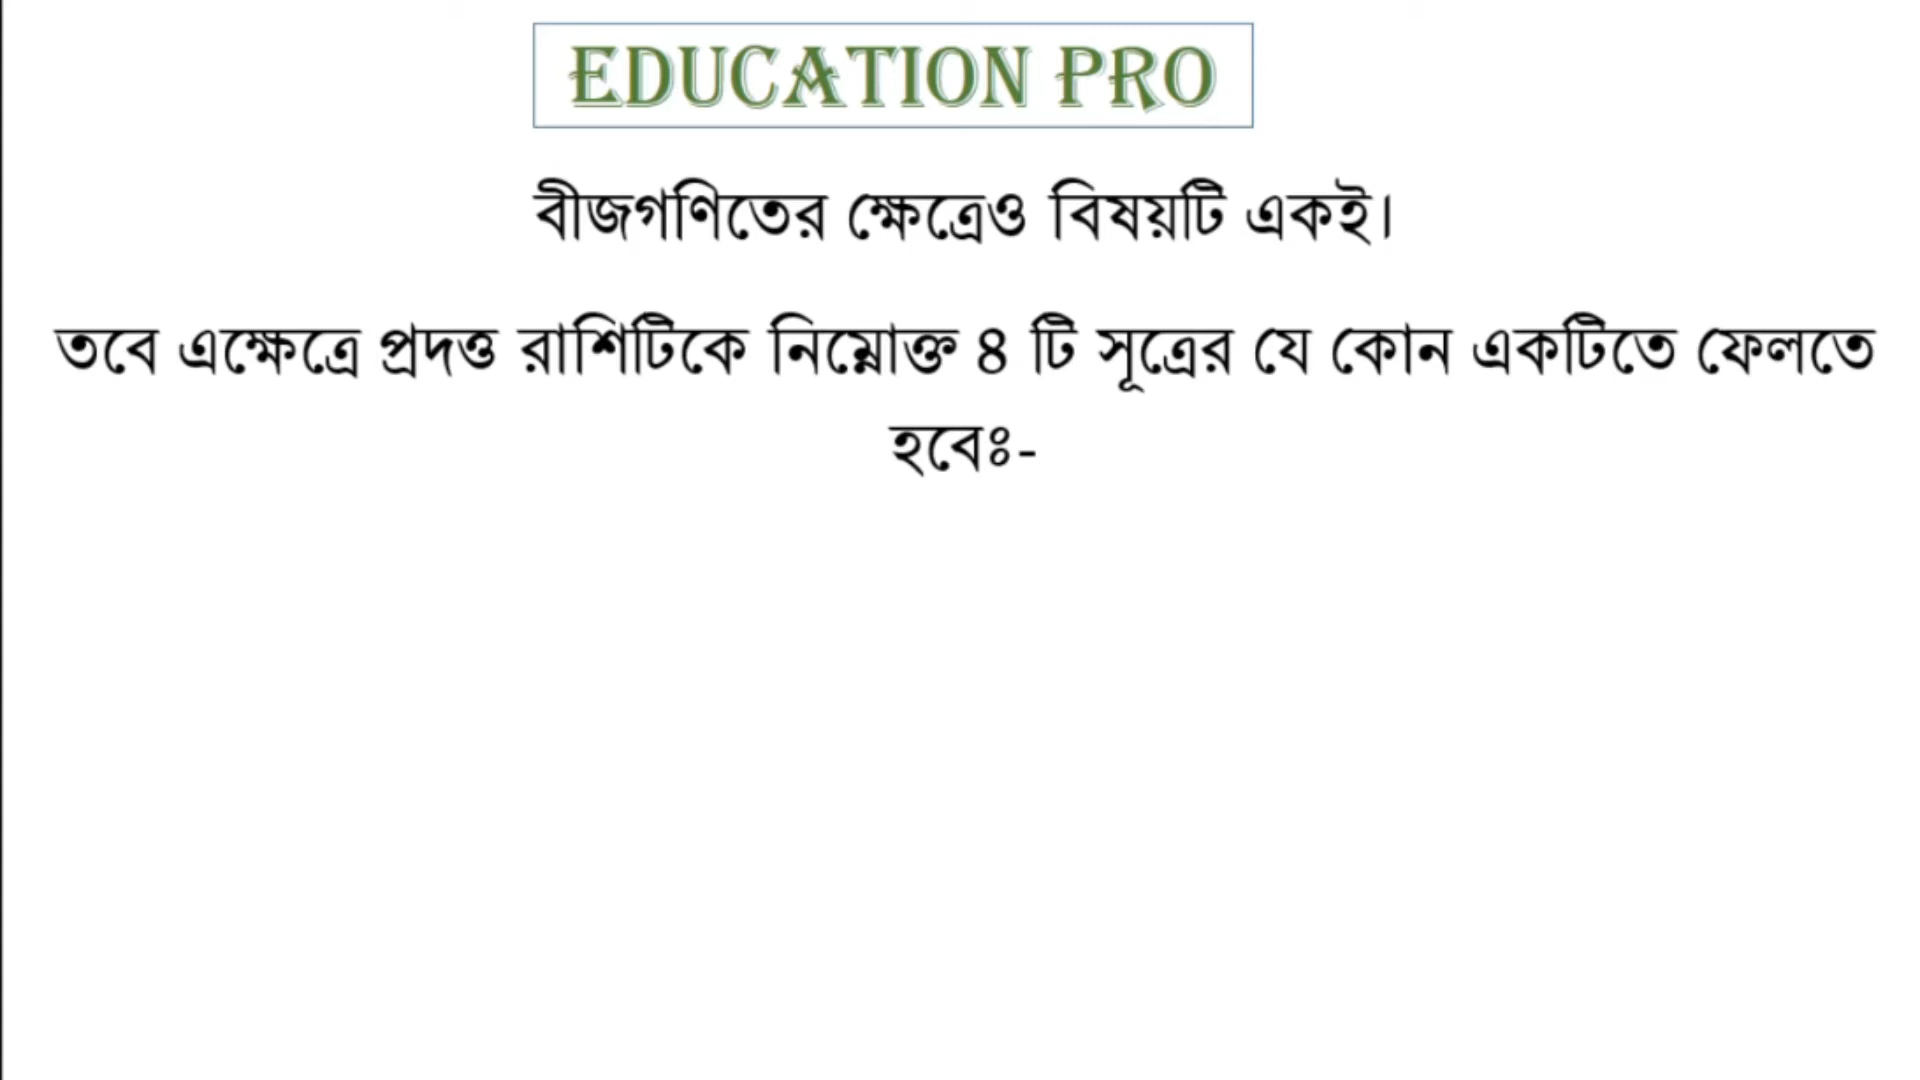 EDUCATION PRO
বীজগণিতের ক্ষেত্রেও বিষয়টি একই।
তবে এক্ষেত্রে প্রদত্ত রাশিটিকে নিম্নোক্ত ৪ টি সূত্রের যে কোন একটিতে ফেলতে
হবেঃ-